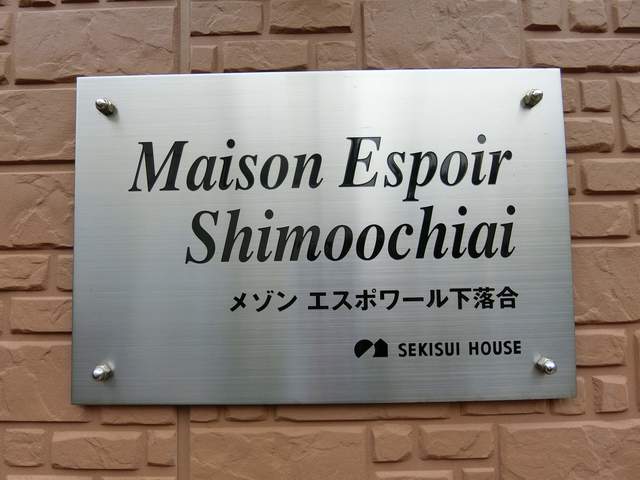 Maison Espoir
Shimoochiai
メゾン エスポワール下落合
SEKISUI HOUSE